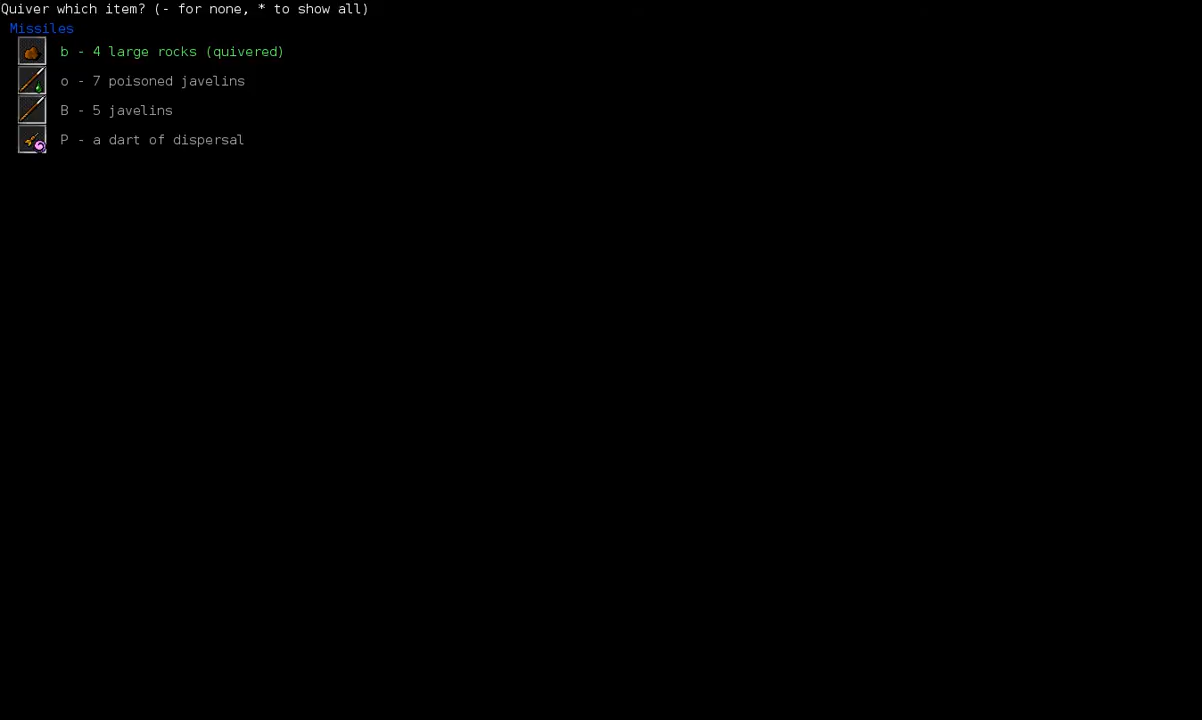 Quiver which item? (- for none, * to show all)
Missiles
b - 4 large rocks (quivered)
o - 7 poisoned javelins
B - 5 javelins
P - a dart of dispersal